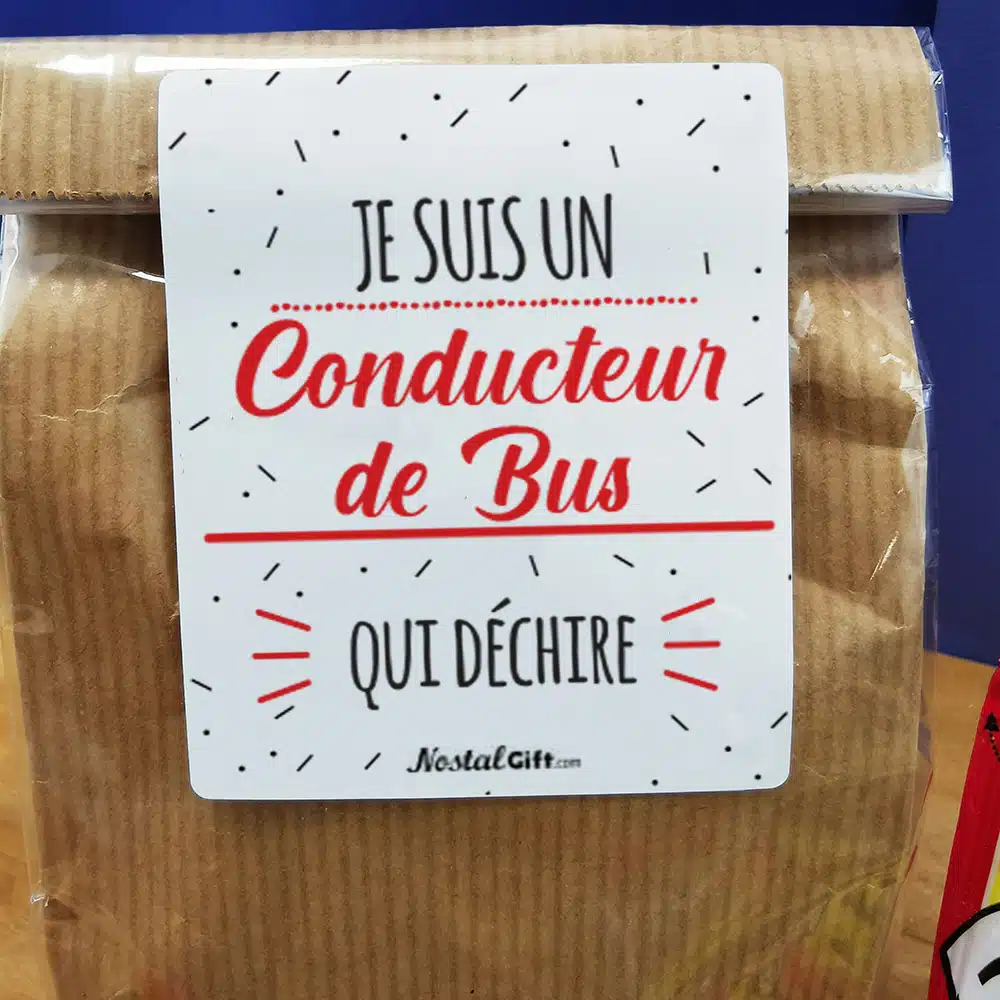 JE SUIS UN
Conducteur
de Bus
QUI DÉCHIRE
NostalGift.com